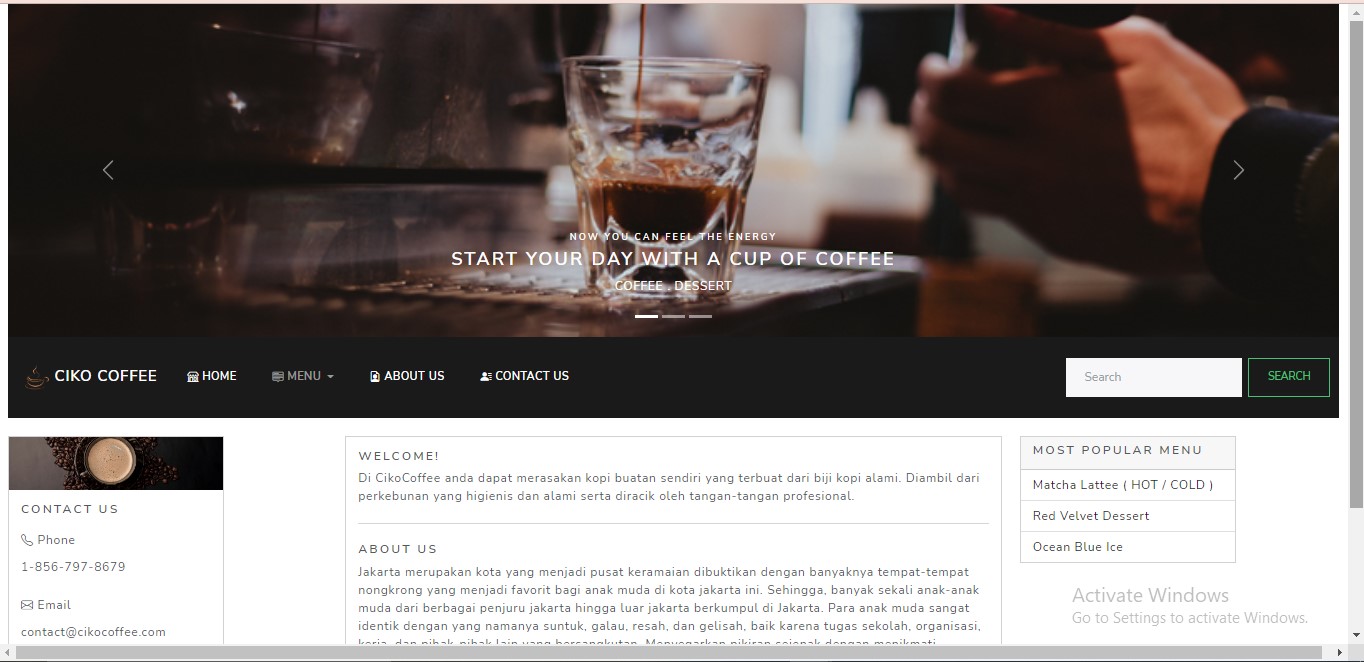 NOW YOU CAN FEEL THE ENERGY
START YOUR DAY WITH A CUP OF COFFEE
COFFEE , DESSERT
CIKO COFFEE
HOME
MENU
ABOUT US
CONTACT US
Search
SEARCH
CONTACT US
Phone
1-856-797-8679
Email
contact@cikocoffee.com
WELCOME!
Di CikoCoffee anda dapat merasakan kopi buatan sendiri yang terbuat dari biji kopi alami. Diambil dari
perkebunan yang higienis dan alami serta diracik oleh tangan-tangan profesional.
ABOUT US
Jakarta merupakan kota yang menjadi pusat keramaian dibuktikan dengan banyaknya tempat-tempat
nongkrong yang menjadi favorit bagi anak muda di kota jakarta ini. Sehingga, banyak sekali anak-anak
muda dari berbagai penjuru jakarta hingga luar jakarta berkumpul di Jakarta. Para anak muda sangat
identik dengan yang namanya suntuk, galau, resah, dan gelisah, baik karena tugas sekolah, organisasi,
kerja, dan pihak-pihak lain yang bersangkutan. Menyegarkan pikiran sejenak dengan menikmati
MOST POPULAR MENU
Matcha Lattee ( HOT / COLD )
Red Velvet Dessert
Ocean Blue Ice
Activate Windows
Go to Settings to activate Windows.